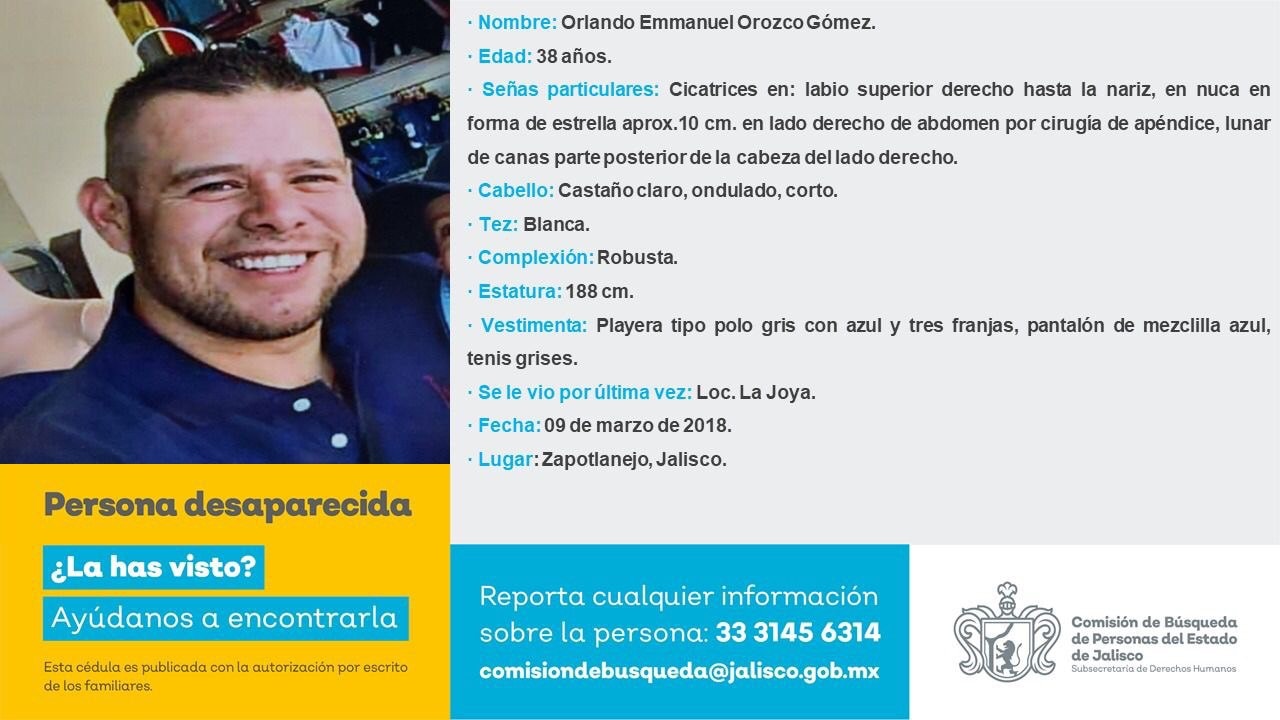 · Nombre: Orlando Emmanuel Orozco Gómez.
· Edad: 38 años.
· Señas particulares: Cicatrices en: labio superior derecho hasta la nariz, en nuca en
forma de estrella aprox.10 cm. en lado derecho de abdomen por cirugía de apéndice, lunar
de canas parte posterior de la cabeza del lado derecho.
· Cabello: Castaño claro, ondulado, corto.
· Tez: Blanca.
· Complexión: Robusta.
· Estatura: 188 cm.
· Vestimenta: Playera tipo polo gris con azul y tres franjas, pantalón de mezclilla azul,
tenis grises.
· Se le vio por última vez: Loc. La Joya.
· Fecha: 09 de marzo de 2018.
· Lugar: Zapotlanejo, Jalisco.
Persona desaparecida
¿La has visto?
Ayúdanos a encontrarla
Esta cédula es publicada con la autorización por escrito
de los familiares.
Reporta cualquier información
sobre la persona: 33 3145 6314
comisiondebusqueda@jalisco.gob.mx
Comisión de Búsqueda
de Personas del Estado
de Jalisco
Subsecretaría de Derechos Humanos